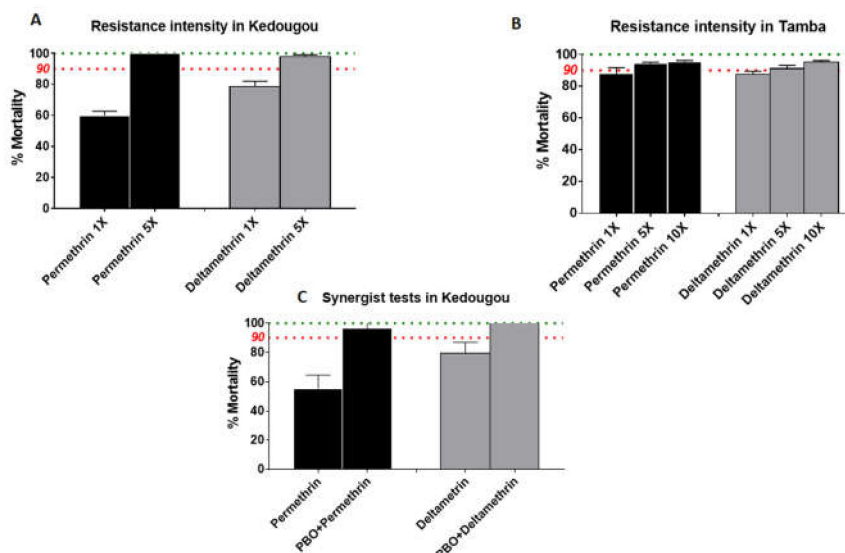 A
Resistance intensity in Kedougou
% Mortality
100
90
80
60
40
20
0
Permethrin 1X
Permethrin 5X
Deltamethrin 1X
Deltamethrin 5X
B
Resistance intensity in Tamba
% Mortality
100
90
80
60
40
20
0
Permethrin 1X
Permethrin 5X
Permethrin 10X
Deltamethrin 1X
Deltamethrin 5X
Deltamethrin 10X
C
Synergist tests in Kedougou
% Mortality
100
90
80
60
40
20
0
Permethrin
PBO+Permethrin
Deltametrin
PBO+Deltamethrin